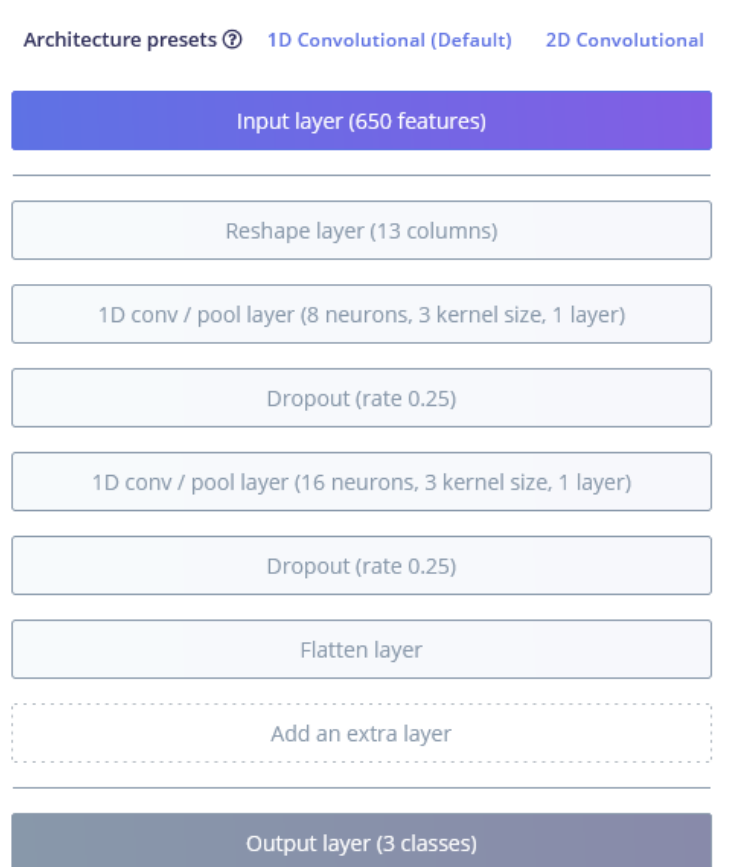 Architecture presets ? 1D Convolutional (Default) 2D Convolutional
Input layer (650 features)
Reshape layer (13 columns)
1D conv / pool layer (8 neurons, 3 kernel size, 1 layer)
Dropout (rate 0.25)
1D conv / pool layer (16 neurons, 3 kernel size, 1 layer)
Dropout (rate 0.25)
Flatten layer
Add an extra layer
Output layer (3 classes)